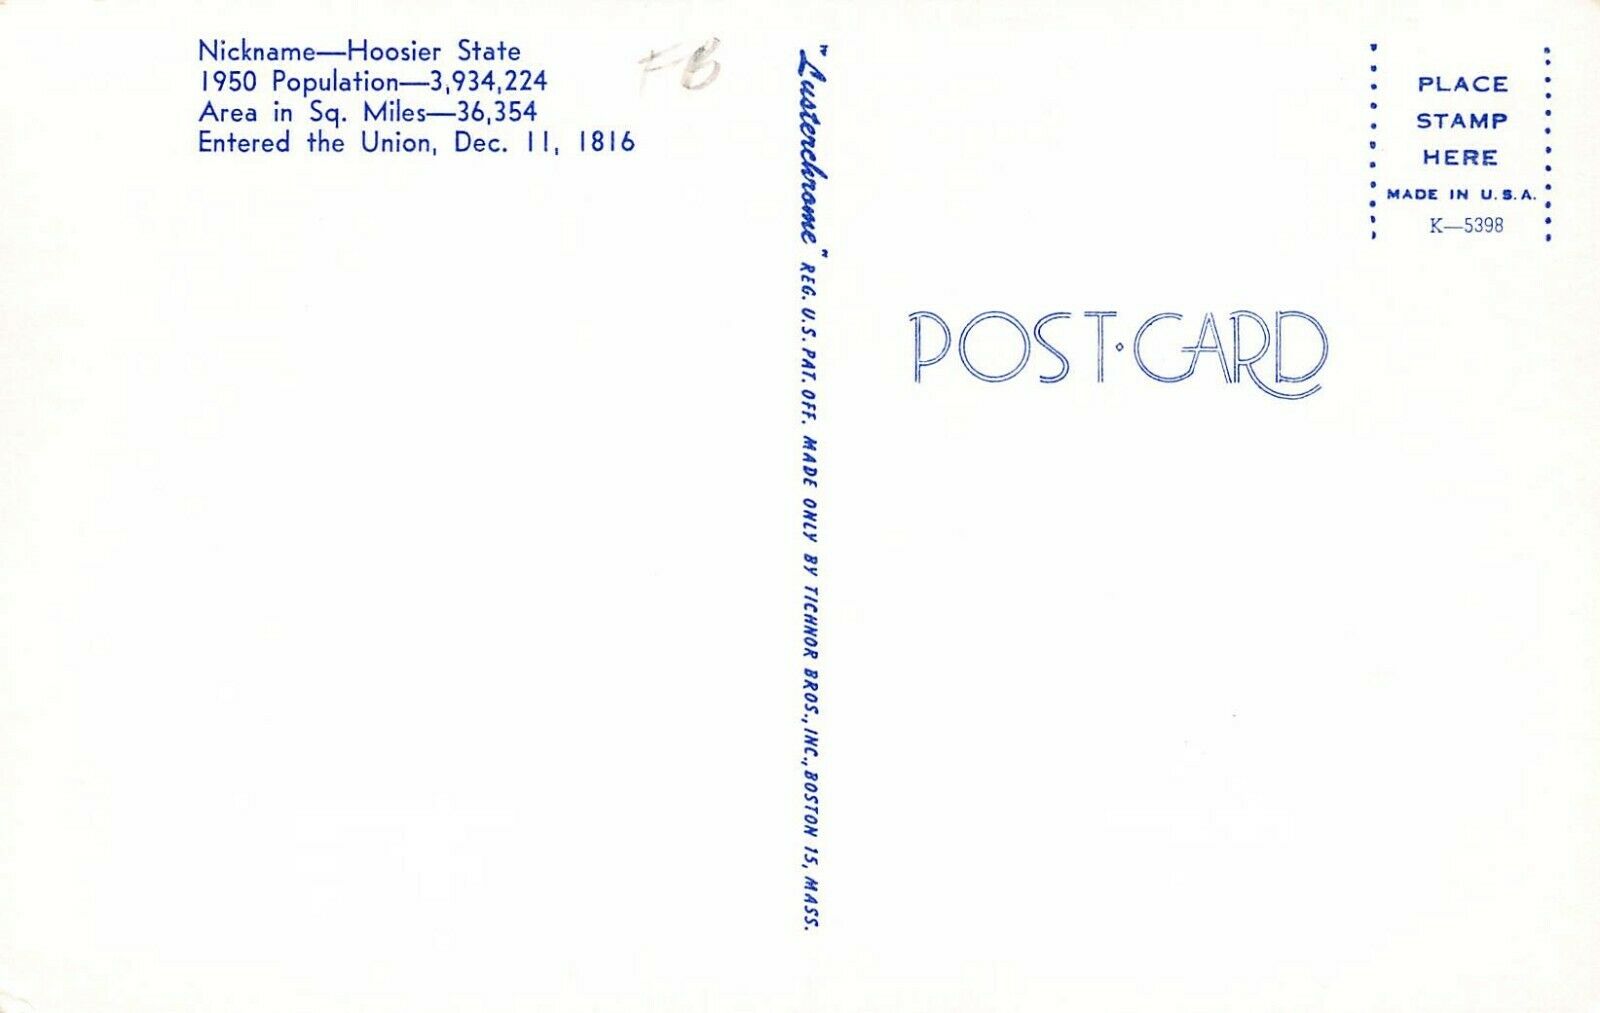 Nickname—Hoosier State
1950 Population—3,934,224
Area in Sq. Miles—36,354
Entered the Union, Dec. 11, 1816
FB
"Lusterchrome" REG. U.S. PAT. OFF. MADE ONLY BY TICHNOR BROS., INC., BOSTON 15, MASS.
PLACE
STAMP
HERE
MADE IN U.S.A.
K—5398
POST·CARD